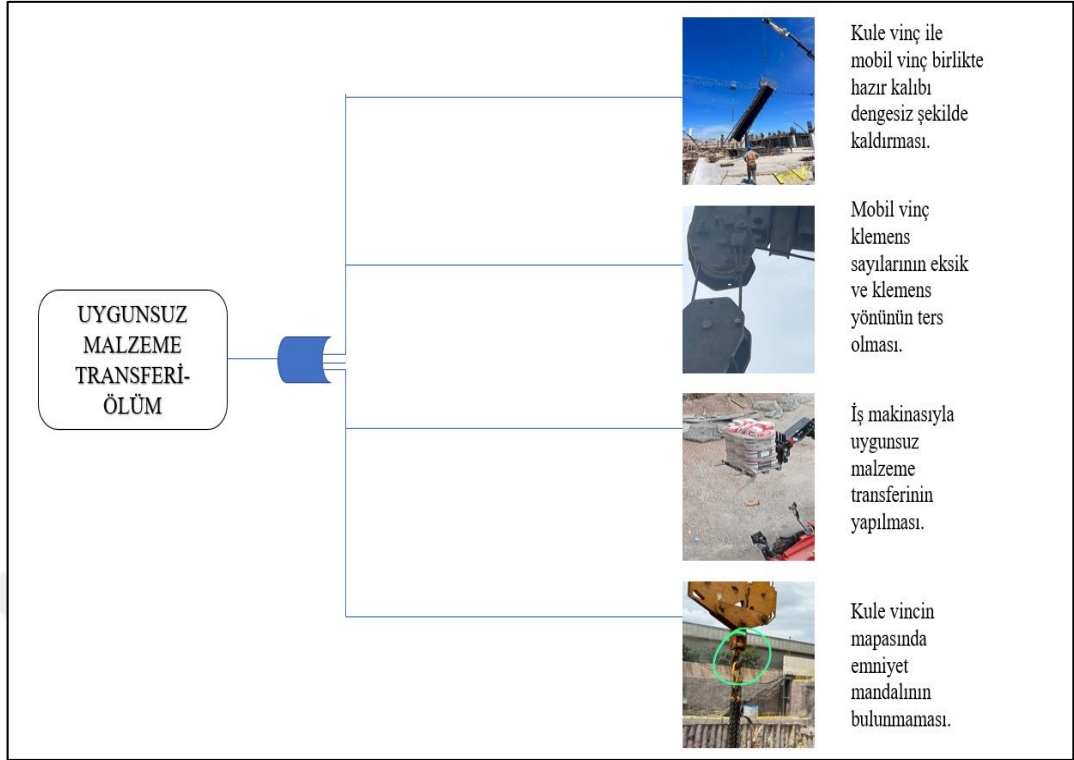 UYGUNSUZ
MALZEME
TRANSFERİ-
ÖLÜM
Kule vinç ile
mobil vinç birlikte
hazır kalıbı
dengesiz şekilde
kaldırması.
Mobil vinç
klemens
sayılarının eksik
ve klemens
yönünün ters
olması.
İş makinasıyla
uygunsuz
malzeme
transferinin
yapılması.
Kule vincin
mapasında
emniyet
mandalının
bulunmaması.